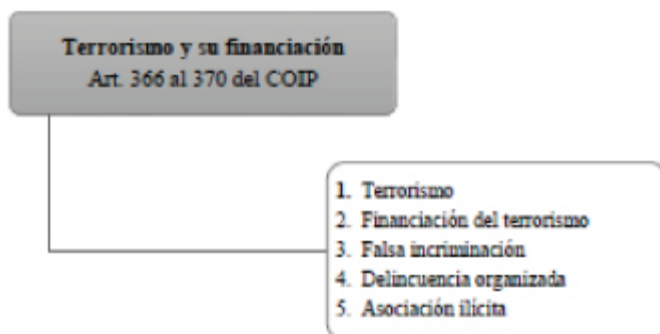 Terrorismo y su financiación
Art. 366 al 370 del COIP
1. Terrorismo
2. Financiación del terrorismo
3. Falsa incriminación
4. Delincuencia organizada
5. Asociación ilícita